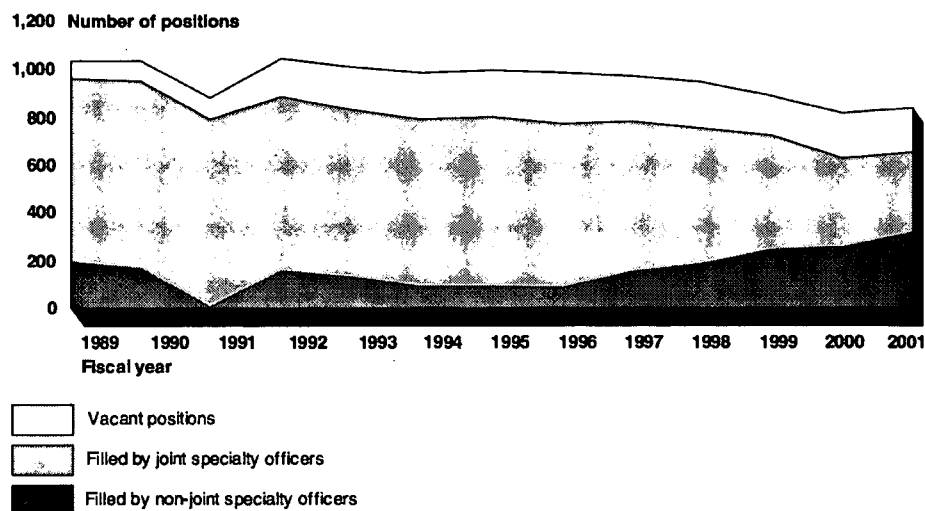 1,200 Number of positions
1,000
800
600
400
200
0
1989 1990 1991 1992 1993 1994 1995 1996 1997 1998 1999 2000 2001
Fiscal year
Vacant positions
Filled by joint specialty officers
Filled by non-joint specialty officers